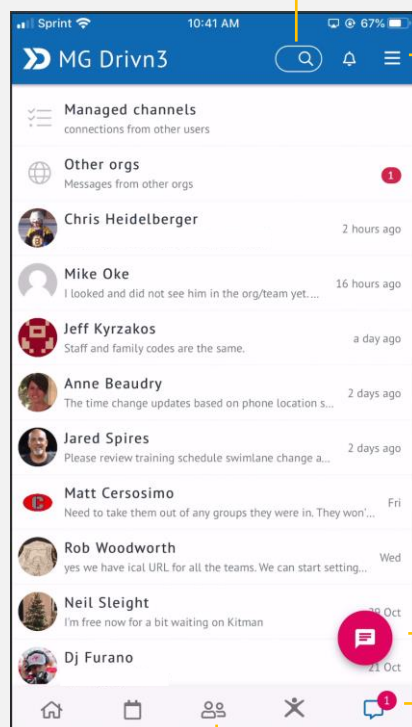 Sprint 10:41 AM 67%
MG Drivn3
Managed channels
connections from other users
Other orgs
Messages from other orgs
1
Chris Heidelberger
2 hours ago
Mike Oke
I looked and did not see him in the org/team yet....
16 hours ago
Jeff Kyrzakos
Staff and family codes are the same.
a day ago
Anne Beaudry
The time change updates based on phone location s...
2 days ago
Jared Spires
Please review training schedule swimlane change a...
2 days ago
Matt Cersosimo
Need to take them out of any groups they were in. They won'...
Fri
Rob Woodworth
yes we have ical URL for all the teams. We can start setting...
Wed
Neil Sleight
I'm free now for a bit waiting on Kitman
Oct
Dj Furano
21 Oct
1